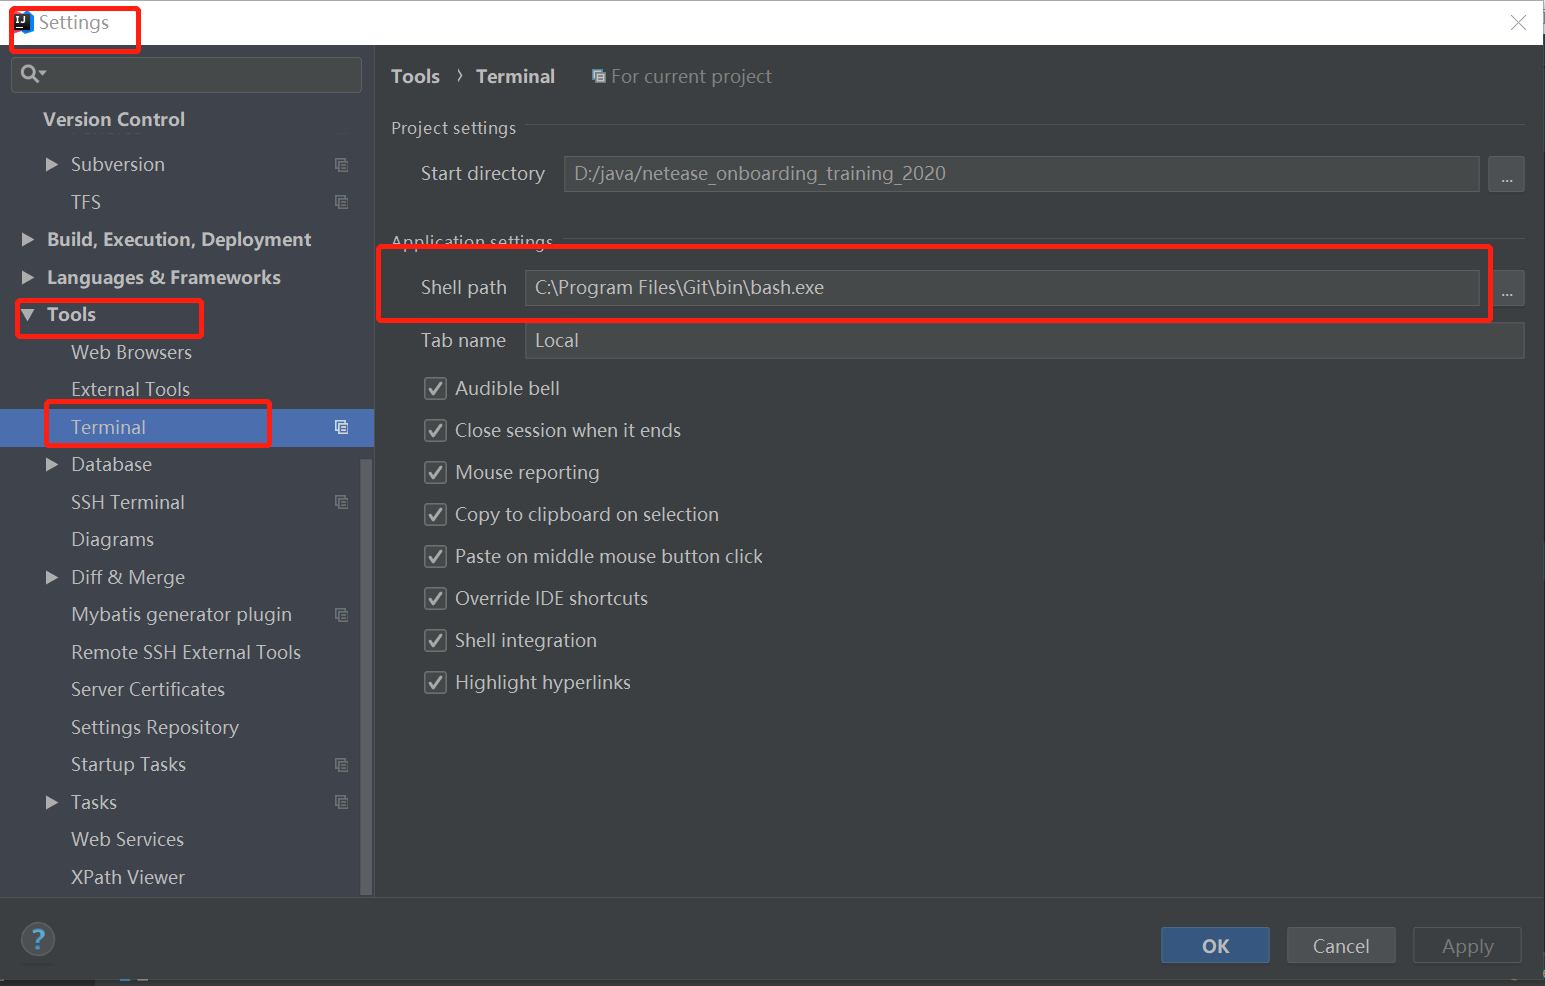 Settings
Tools › Terminal For current project
Version Control
Subversion
TFS
Build, Execution, Deployment
Languages & Frameworks
Tools
Web Browsers
External Tools
Terminal
Database
SSH Terminal
Diagrams
Diff & Merge
Mybatis generator plugin
Remote SSH External Tools
Server Certificates
Settings Repository
Startup Tasks
Tasks
Web Services
XPath Viewer
Project settings
Start directory D:/java/netease_onboarding_training_2020 ...
Application settings
Shell path C:\Program Files\Git\bin\bash.exe ...
Tab name Local
Audible bell
Close session when it ends
Mouse reporting
Copy to clipboard on selection
Paste on middle mouse button click
Override IDE shortcuts
Shell integration
Highlight hyperlinks
?
OK Cancel Apply